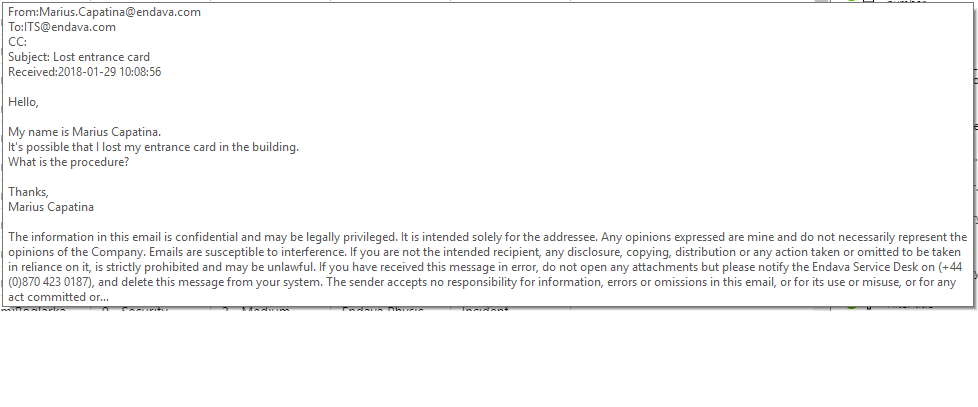 From:Marius.Capatina@endava.com
To:ITS@endava.com
CC:
Subject: Lost entrance card
Received:2018-01-29 10:08:56
Hello,
My name is Marius Capatina.
It's possible that I lost my entrance card in the building.
What is the procedure?
Thanks,
Marius Capatina
The information in this email is confidential and may be legally privileged. It is intended solely for the addressee. Any opinions expressed are mine and do not necessarily represent the
opinions of the Company. Emails are susceptible to interference. If you are not the intended recipient, any disclosure, copying, distribution or any action taken or omitted to be taken
in reliance on it, is strictly prohibited and may be unlawful. If you have received this message in error, do not open any attachments but please notify the Endava Service Desk on (+44
(0)870 423 0187), and delete this message from your system. The sender accepts no responsibility for information, errors or omissions in this email, or for its use or misuse, or for any
act committed or...